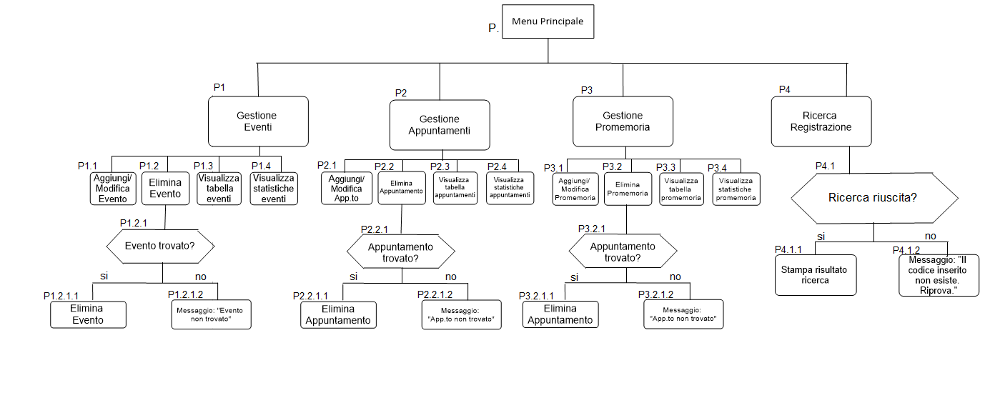 P.
Menu Principale
P1
Gestione
Eventi
P2
Gestione
Appuntamenti
P3
Gestione
Promemoria
P4
Ricerca
Registrazione
P1.1
Aggiungi/
Modifica
Evento
P1.2
Elimina
Evento
P1.3
Visualizza
tabella
eventi
P1.4
Visualizza
statistiche
eventi
P2.1
Aggiungi/
Modifica
App.to
P2.2
Elimina
Appuntamento
P2.3
Visualizza
tabella
appuntamenti
P2.4
Visualizza
statistiche
appuntamenti
P3.1
Aggiungi/
Modifica
Promemoria
P3.2
Elimina
Promemoria
P3.3
Visualizza
tabella
promemoria
P3.4
Visualizza
statistiche
promemoria
P4.1
Ricerca riuscita?
P1.2.1
Evento trovato?
P2.2.1
Appuntamento
trovato?
P3.2.1
Appuntamento
trovato?
si
no
P4.1.1
Stampa risultato
ricerca
P4.1.2
Messaggio: "Il
codice inserito
non esiste.
Riprova."
si
no
P1.2.1.1
Elimina
Evento
P1.2.1.2
Messaggio: "Evento
non trovato"
si
no
P2.2.1.1
Elimina
Appuntamento
P2.2.1.2
Messaggio:
"App.to non trovato"
si
no
P3.2.1.1
Elimina
Appuntamento
P3.2.1.2
Messaggio:
"App.to non trovato"